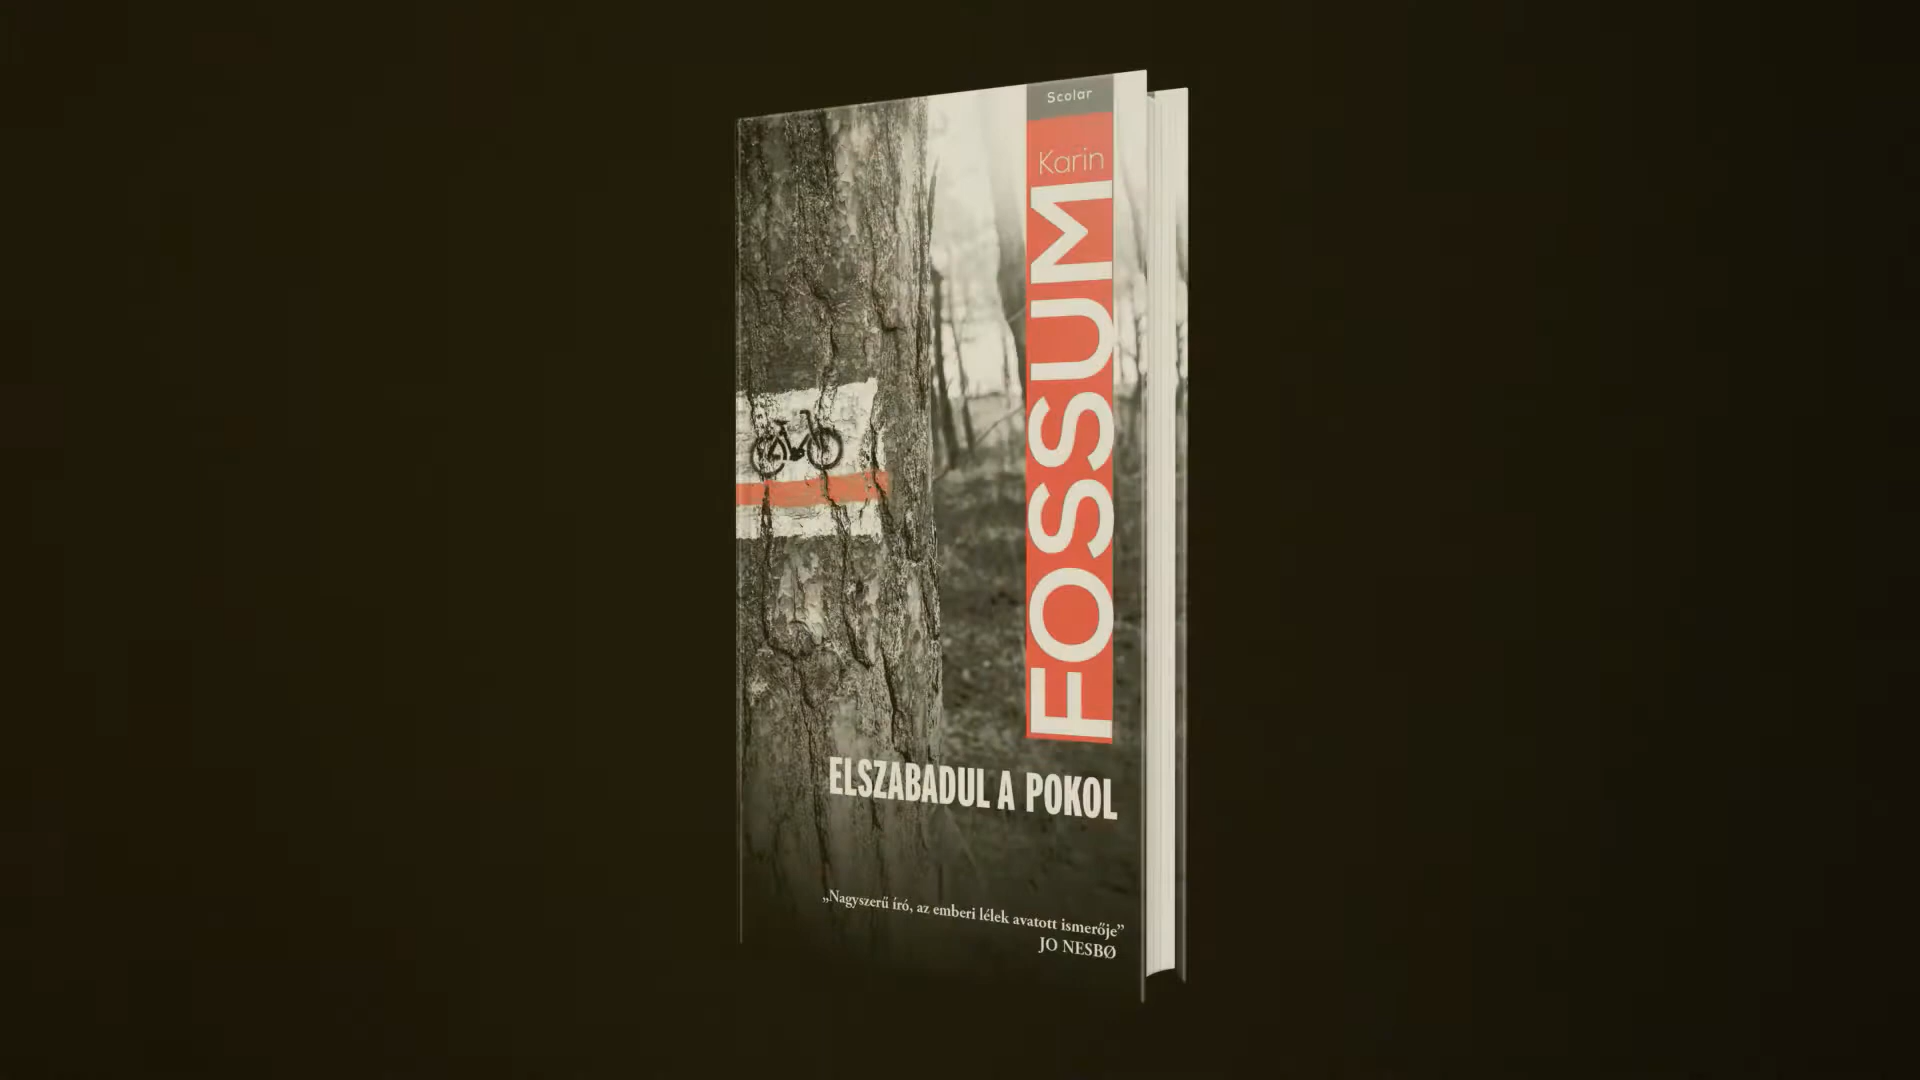 Scolar
Karin
FOSSUM
ELSZABADUL A POKOL
„Nagyszerű író, az emberi lélek avatott ismerője”
JO NESBØ